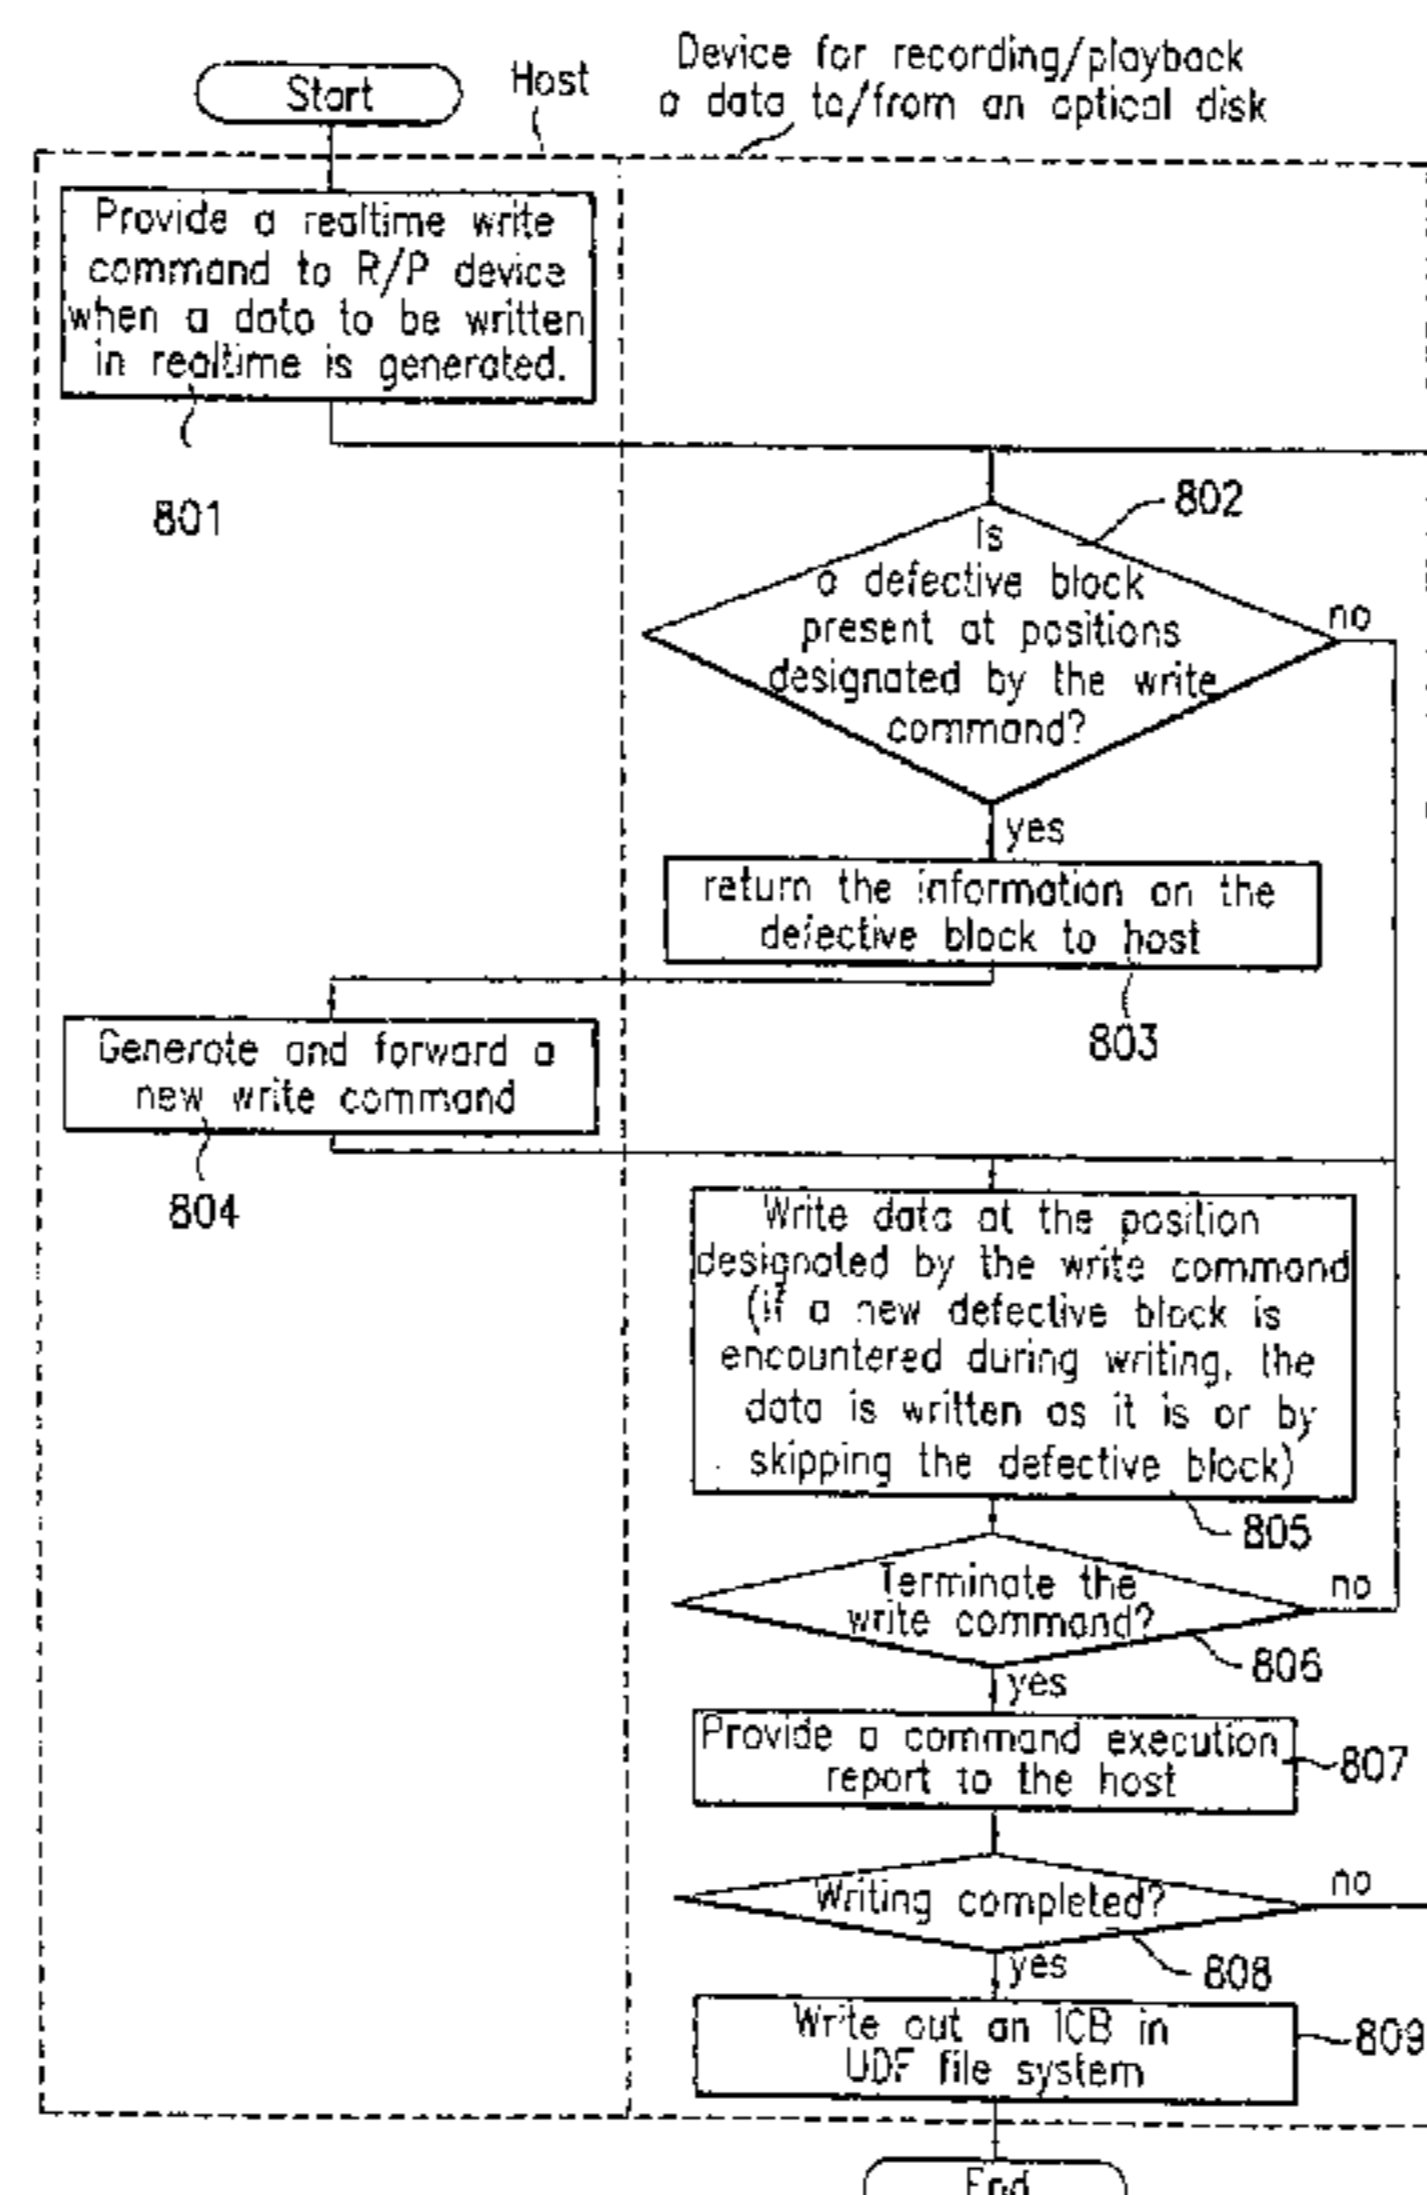 Start
Host
Device for recording/playback
a data to/from an optical disk
Provide a realtime write
command to R/P device
when a data to be written
in realtime is generated.
801
802
Is
a defective block
present at positions
designated by the write
command?
no
yes
return the information on the
defective block to host
803
Generate and forward a
new write command
804
Write data at the position
designated by the write command
(if a new defective block is
encountered during writing, the
data is written as it is or by
skipping the defective block)
805
Terminate the
write command?
no
806
yes
Provide a command execution
report to the host
807
Writing completed?
no
808
yes
Write out an ICB in
UDF file system
809
End